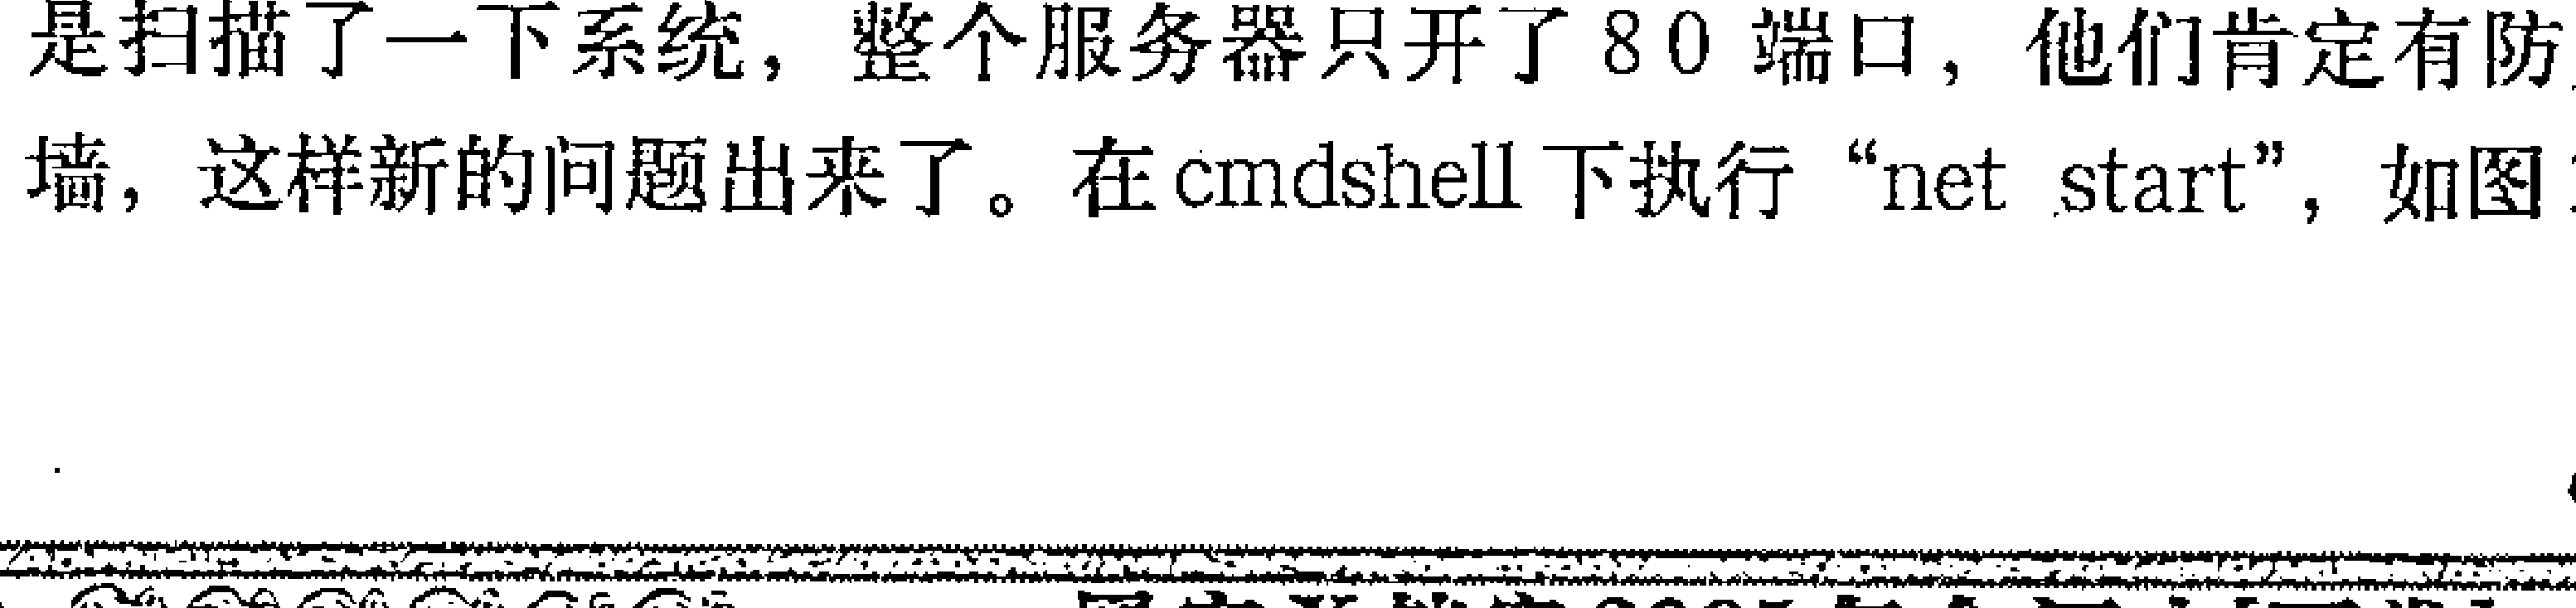 是扫描了一下系统，整个服务器只开了80端口，他们肯定有防
墙，这样新的问题出来了。在cmdshell下执行“net start”，如图